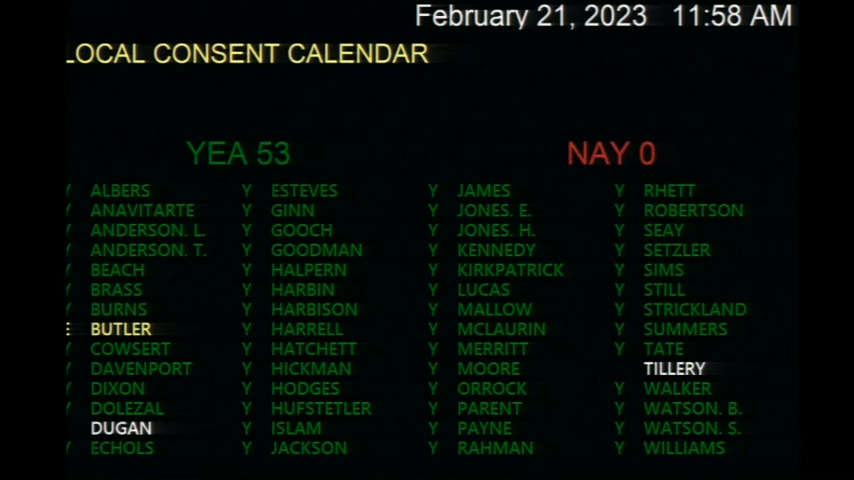 February 21, 2023 11:58 AM
LOCAL CONSENT CALENDAR
YEA 53 NAY 0
Y ALBERS Y ESTEVES Y JAMES Y RHETT
Y ANAVITARTE Y GINN Y JONES. E. Y ROBERTSON
Y ANDERSON. L. Y GOOCH Y JONES. H. Y SEAY
Y ANDERSON. T. Y GOODMAN Y KENNEDY Y SETZLER
Y BEACH Y HALPERN Y KIRKPATRICK Y SIMS
Y BRASS Y HARBIN Y LUCAS Y STILL
Y BURNS Y HARBISON Y MALLOW Y STRICKLAND
E BUTLER Y HARRELL Y MCLAURIN Y SUMMERS
Y COWSERT Y HATCHETT Y MERRITT Y TATE
Y DAVENPORT Y HICKMAN Y MOORE TILLERY
Y DIXON Y HODGES Y ORROCK Y WALKER
Y DOLEZAL Y HUFSTETLER Y PARENT Y WATSON. B.
DUGAN Y ISLAM Y PAYNE Y WATSON. S.
Y ECHOLS Y JACKSON Y RAHMAN Y WILLIAMS